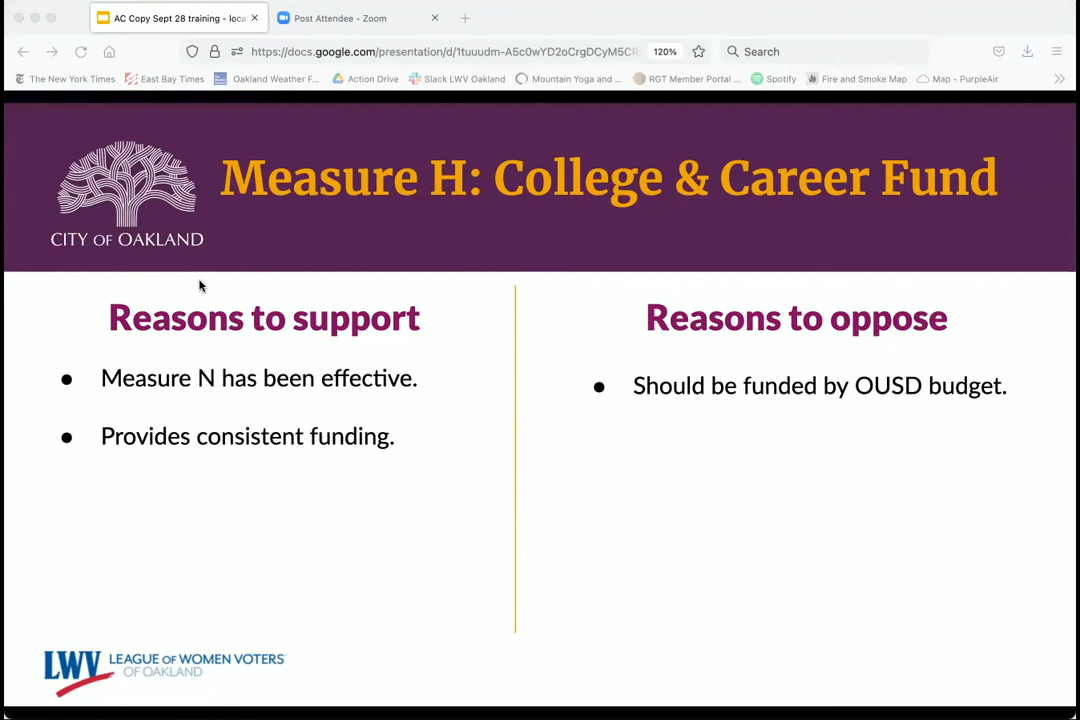 AC Copy Sept 28 training - loca
Post Attendee - Zoom
https://docs.google.com/presentation/d/1tuuudm-A5c0wYD2oCrgDCyM5CR
120%
Search
The New York Times
East Bay Times
Oakland Weather F...
Action Drive
Slack LWV Oakland
Mountain Yoga and ...
RGT Member Portal ...
Spotify
Fire and Smoke Map
Map - PurpleAir
Measure H: College & Career Fund
CITY OF OAKLAND
Reasons to support
● Measure N has been effective.
● Provides consistent funding.
Reasons to oppose
● Should be funded by OUSD budget.
LWV LEAGUE OF WOMEN VOTERS®
OF OAKLAND